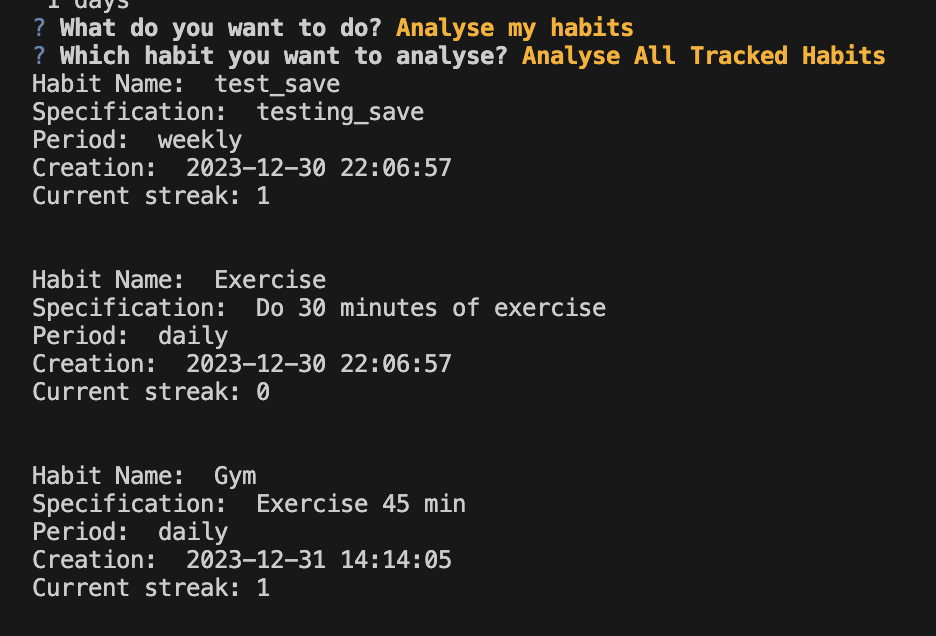 1 days
? What do you want to do? Analyse my habits
? Which habit you want to analyse? Analyse All Tracked Habits
Habit Name:  test_save
Specification:  testing_save
Period:  weekly
Creation:  2023-12-30 22:06:57
Current streak: 1
Habit Name:  Exercise
Specification:  Do 30 minutes of exercise
Period:  daily
Creation:  2023-12-30 22:06:57
Current streak: 0
Habit Name:  Gym
Specification:  Exercise 45 min
Period:  daily
Creation:  2023-12-31 14:14:05
Current streak: 1